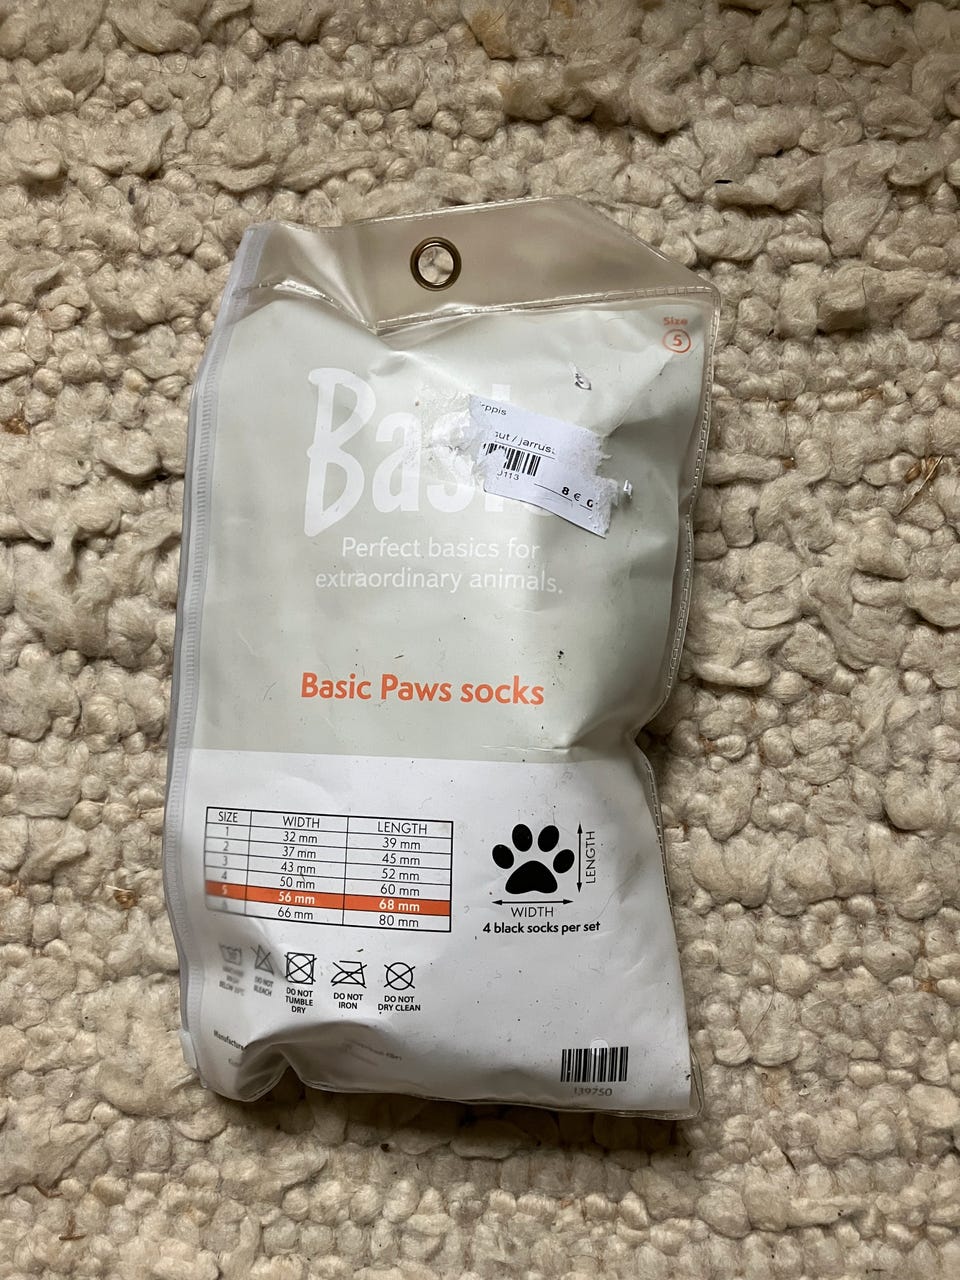 Size
5
Basi
Perfect basics for
extraordinary animals.
8 € G
Basic Paws socks
SIZE WIDTH LENGTH
1 32 mm 39 mm
2 37 mm 45 mm
3 43 mm 52 mm
4 50 mm 60 mm
5 56 mm 68 mm
66 mm 80 mm
LENGTH
WIDTH
4 black socks per set
DO NOT
BLEACH
DO NOT
TUMBLE
DRY
DO NOT
IRON
DO NOT
DRY CLEAN
139750